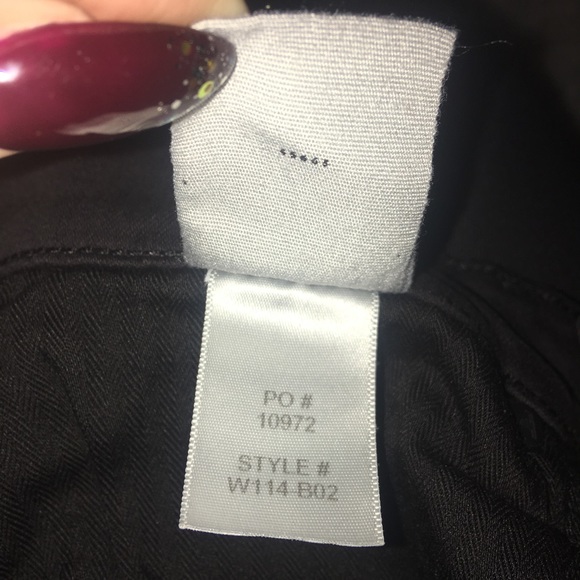 PO #
10972
STYLE #
W114-B02